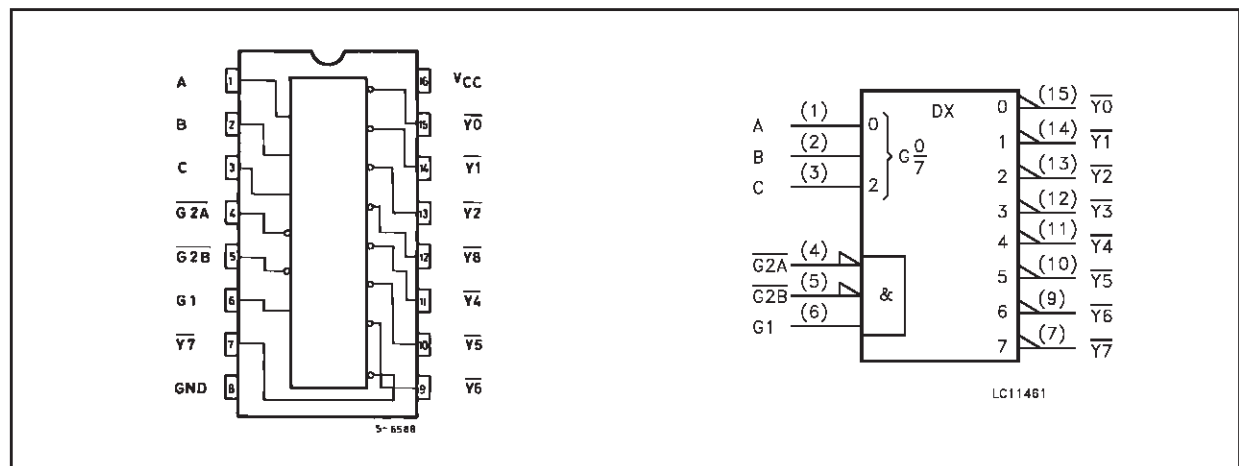 A 1 16 VCC
B 2 15 Y0
C 3 14 Y1
G2A 4 13 Y2
G2B 5 12 Y8
G1 6 11 Y4
Y7 7 10 Y5
GND 8 9 Y6
S-6508
DX
A (1) 0 0 (15) Y0
B (2) G 0/7 1 (14) Y1
C (3) 2 2 (13) Y2
3 (12) Y3
4 (11) Y4
G2A (4) 5 (10) Y5
G2B (5) & 6 (9) Y6
G1 (6) 7 (7) Y7
LC11461